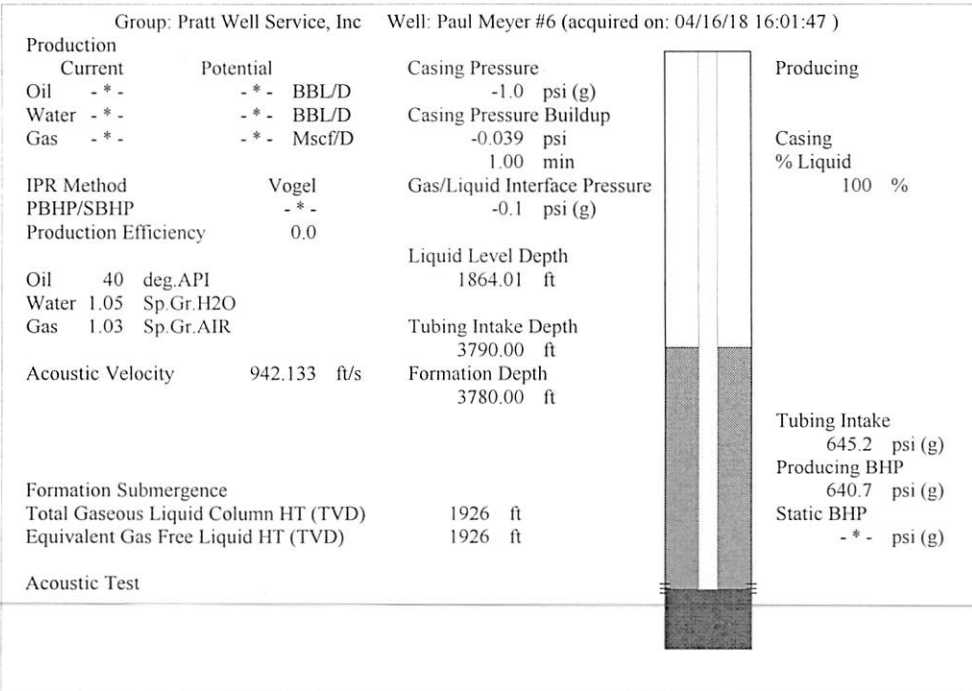 Group: Pratt Well Service, Inc Well: Paul Meyer #6 (acquired on: 04/16/18 16:01:47 )
Production
Current Potential
Oil - * - - * - BBL/D
Water - * - - * - BBL/D
Gas - * - - * - Mscf/D
IPR Method Vogel
PBHP/SBHP - * -
Production Efficiency 0.0
Oil 40 deg.API
Water 1.05 Sp.Gr.H2O
Gas 1.03 Sp.Gr.AIR
Acoustic Velocity 942.133 ft/s
Formation Submergence
Total Gaseous Liquid Column HT (TVD) 1926 ft
Equivalent Gas Free Liquid HT (TVD) 1926 ft
Acoustic Test
Casing Pressure
-1.0 psi (g)
Casing Pressure Buildup
-0.039 psi
1.00 min
Gas/Liquid Interface Pressure
-0.1 psi (g)
Liquid Level Depth
1864.01 ft
Tubing Intake Depth
3790.00 ft
Formation Depth
3780.00 ft
Producing
Casing
% Liquid
100 %
Tubing Intake
645.2 psi (g)
Producing BHP
640.7 psi (g)
Static BHP
- * - psi (g)